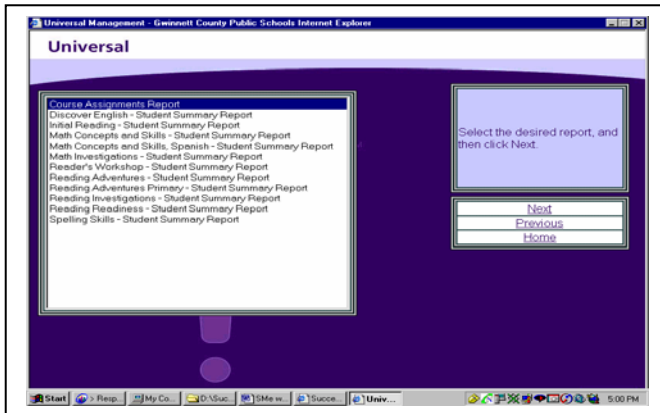 Universal Management - Gwinnett County Public Schools Internet Explorer
Universal
Course Assignments Report
Discover English - Student Summary Report
Initial Reading - Student Summary Report
Math Concepts and Skills - Student Summary Report
Math Concepts and Skills, Spanish - Student Summary Report
Math Investigations - Student Summary Report
Reader's Workshop - Student Summary Report
Reading Adventures - Student Summary Report
Reading Adventures Primary - Student Summary Report
Reading Investigations - Student Summary Report
Reading Readiness - Student Summary Report
Spelling Skills - Student Summary Report
Select the desired report, and
then click Next.
Next
Previous
Home
Start > Resp... My Co... D:\Suc... SMe w... Succe... Univ... 5:00 PM